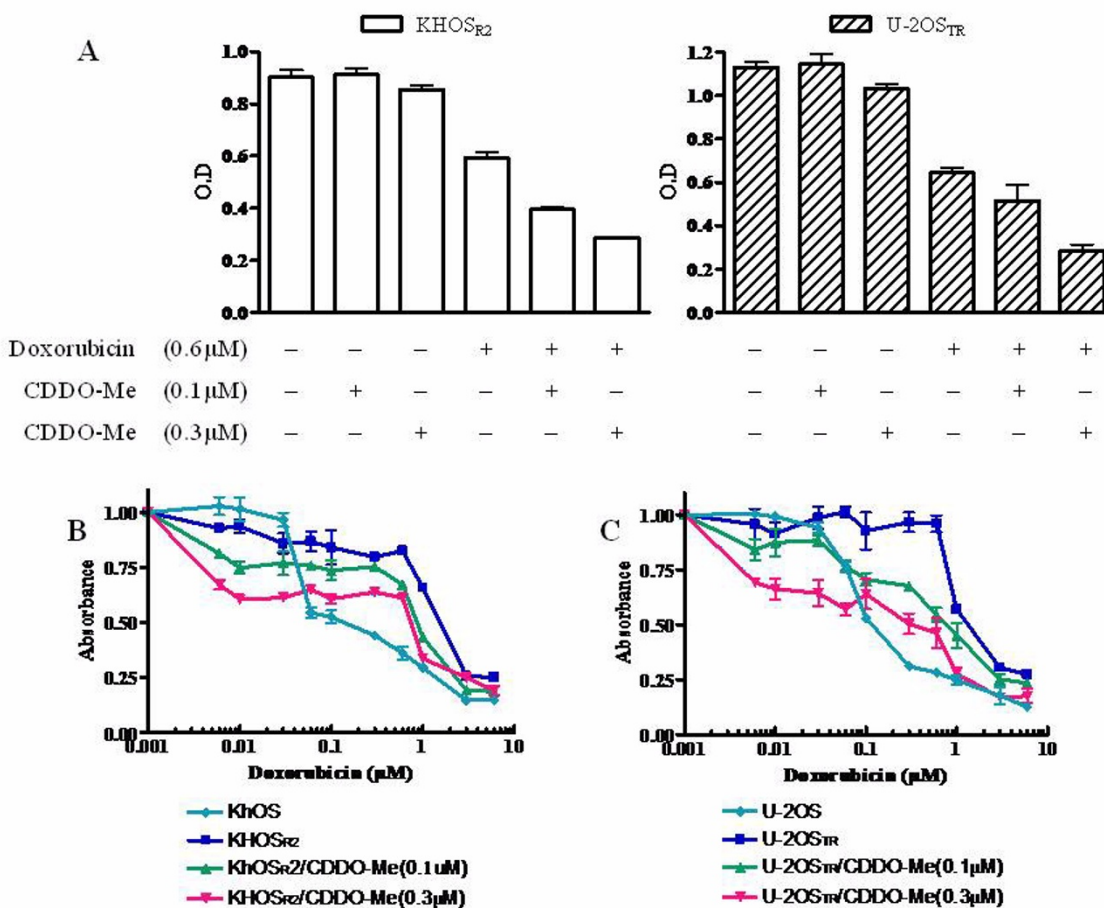 A
KHOSR2
U-2OSTR
1.0
0.8
0.6
0.4
0.2
0.0
O.D
1.2
1.0
0.8
0.6
0.4
0.2
0.0
O.D
Doxorubicin (0.6μM) – – – + + + – – – + + +
CDDO-Me (0.1μM) – + – – + – – + – – + –
CDDO-Me (0.3μM) – – + – – + – – + – – +
B
1.00
0.75
0.50
0.25
0.00
Absorbance
0.001 0.01 0.1 1 10
Doxorubicin (μM)
KhOS
KHOSR2
KhOSR2/CDDO-Me(0.1uM)
KHOSR2/CDDO-Me(0.3μM)
C
1.00
0.75
0.50
0.25
0.00
Absorbance
0.001 0.01 0.1 1 10
Doxorubicin (μM)
U-2OS
U-2OSTR
U-2OSTR/CDDO-Me(0.1μM)
U-2OSTR/CDDO-Me(0.3μM)